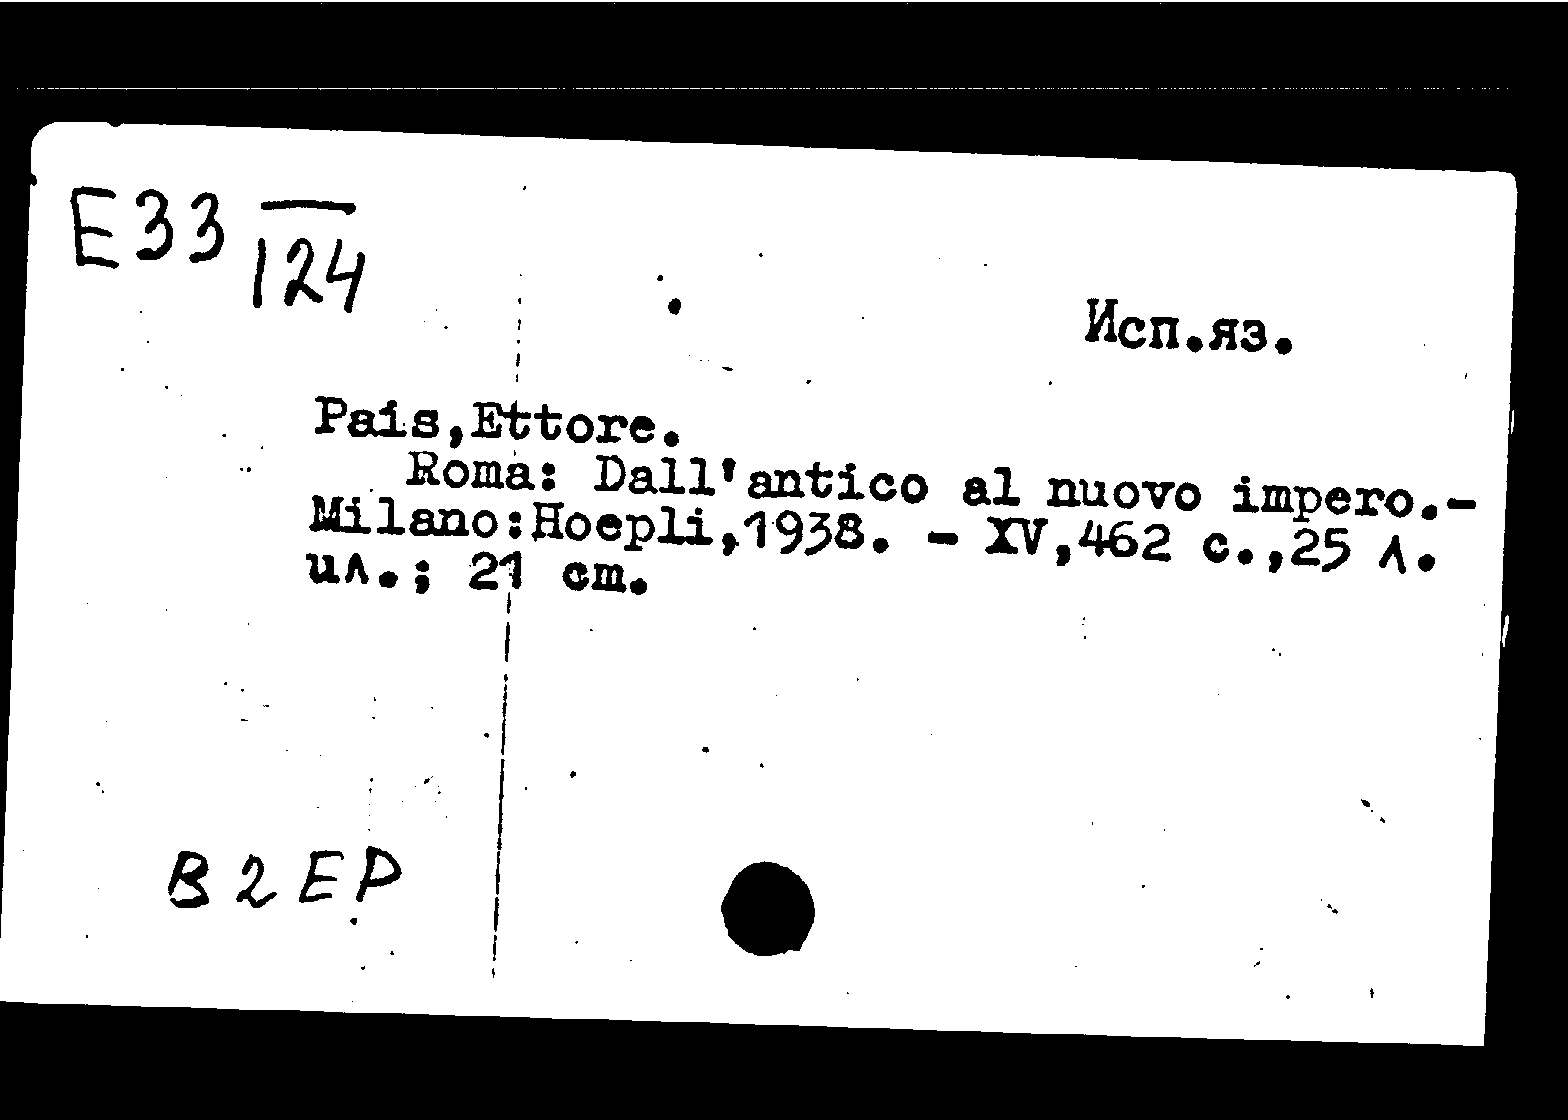 E33 124
Исп.яз.
Pais,Ettore.
Roma: Dall'antico al nuovo impero.-
Milano:Hoepli,1938. - XV,462 с.,25 л.
ил.; 21 cm.
B2EP